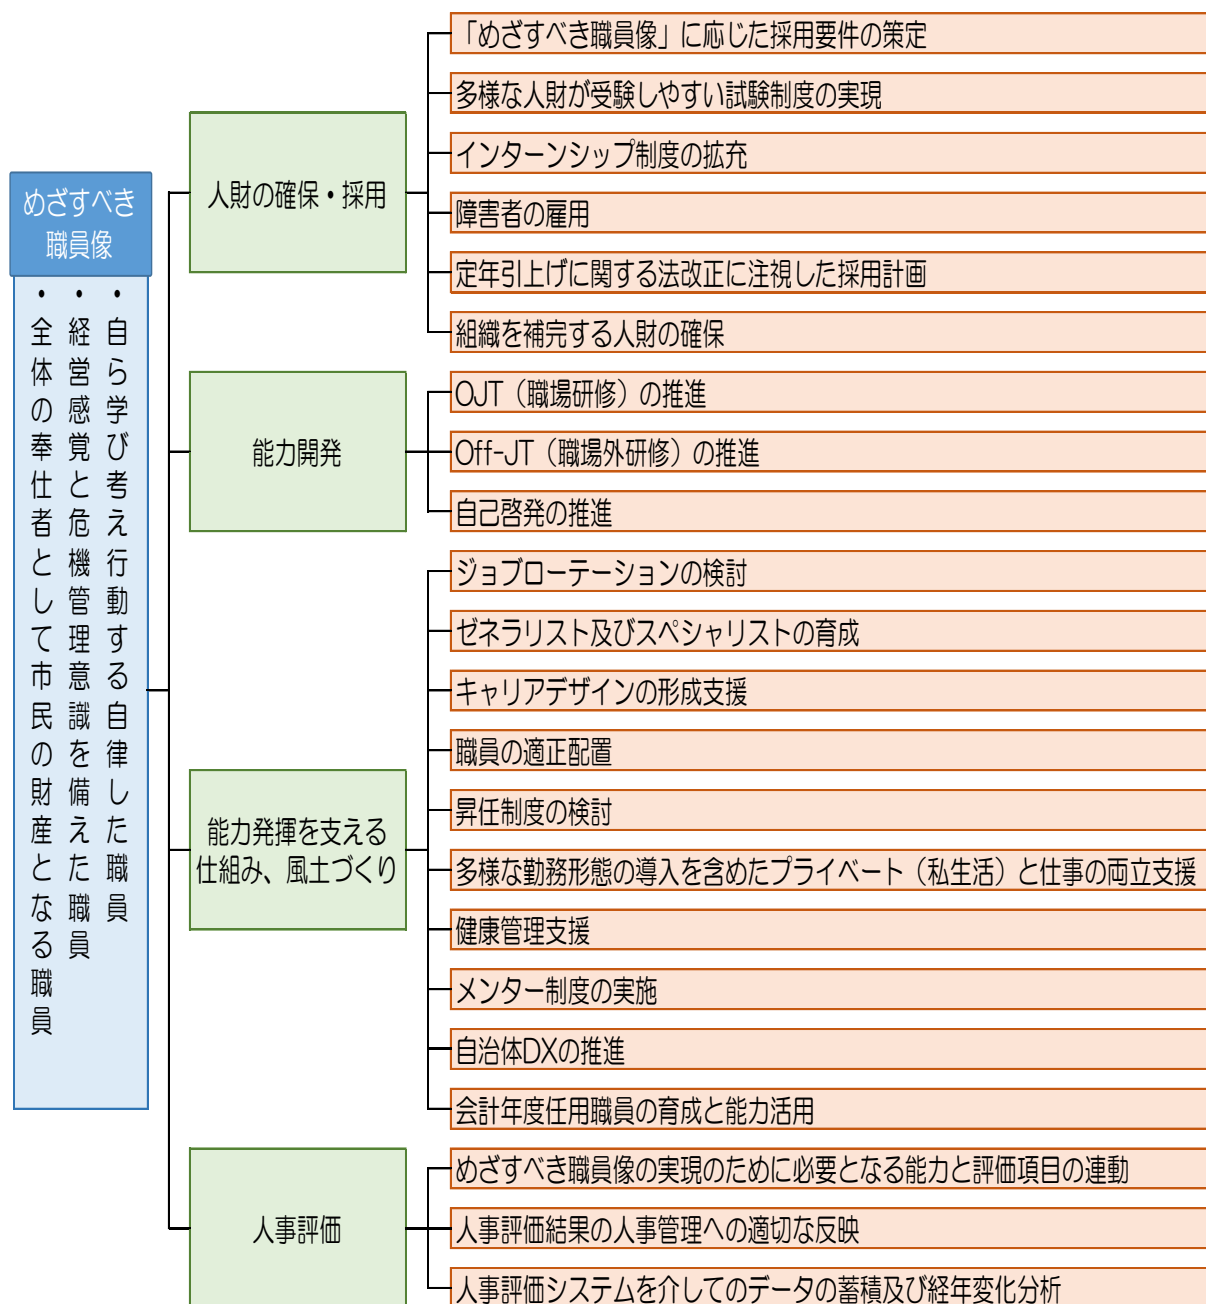 めざすべき
職員像
・自ら学び考え行動する自律した職員
・経営感覚と危機管理意識を備えた職員
・全体の奉仕者として市民の財産となる職員
人財の確保・採用
「めざすべき職員像」に応じた採用要件の策定
多様な人財が受験しやすい試験制度の実現
インターンシップ制度の拡充
障害者の雇用
定年引上げに関する法改正に注視した採用計画
組織を補完する人財の確保
能力開発
OJT（職場研修）の推進
Off-JT（職場外研修）の推進
自己啓発の推進
能力発揮を支える
仕組み、風土づくり
ジョブローテーションの検討
ゼネラリスト及びスペシャリストの育成
キャリアデザインの形成支援
職員の適正配置
昇任制度の検討
多様な勤務形態の導入を含めたプライベート（私生活）と仕事の両立支援
健康管理支援
メンター制度の実施
自治体DXの推進
会計年度任用職員の育成と能力活用
人事評価
めざすべき職員像の実現のために必要となる能力と評価項目の連動
人事評価結果の人事管理への適切な反映
人事評価システムを介してのデータの蓄積及び経年変化分析